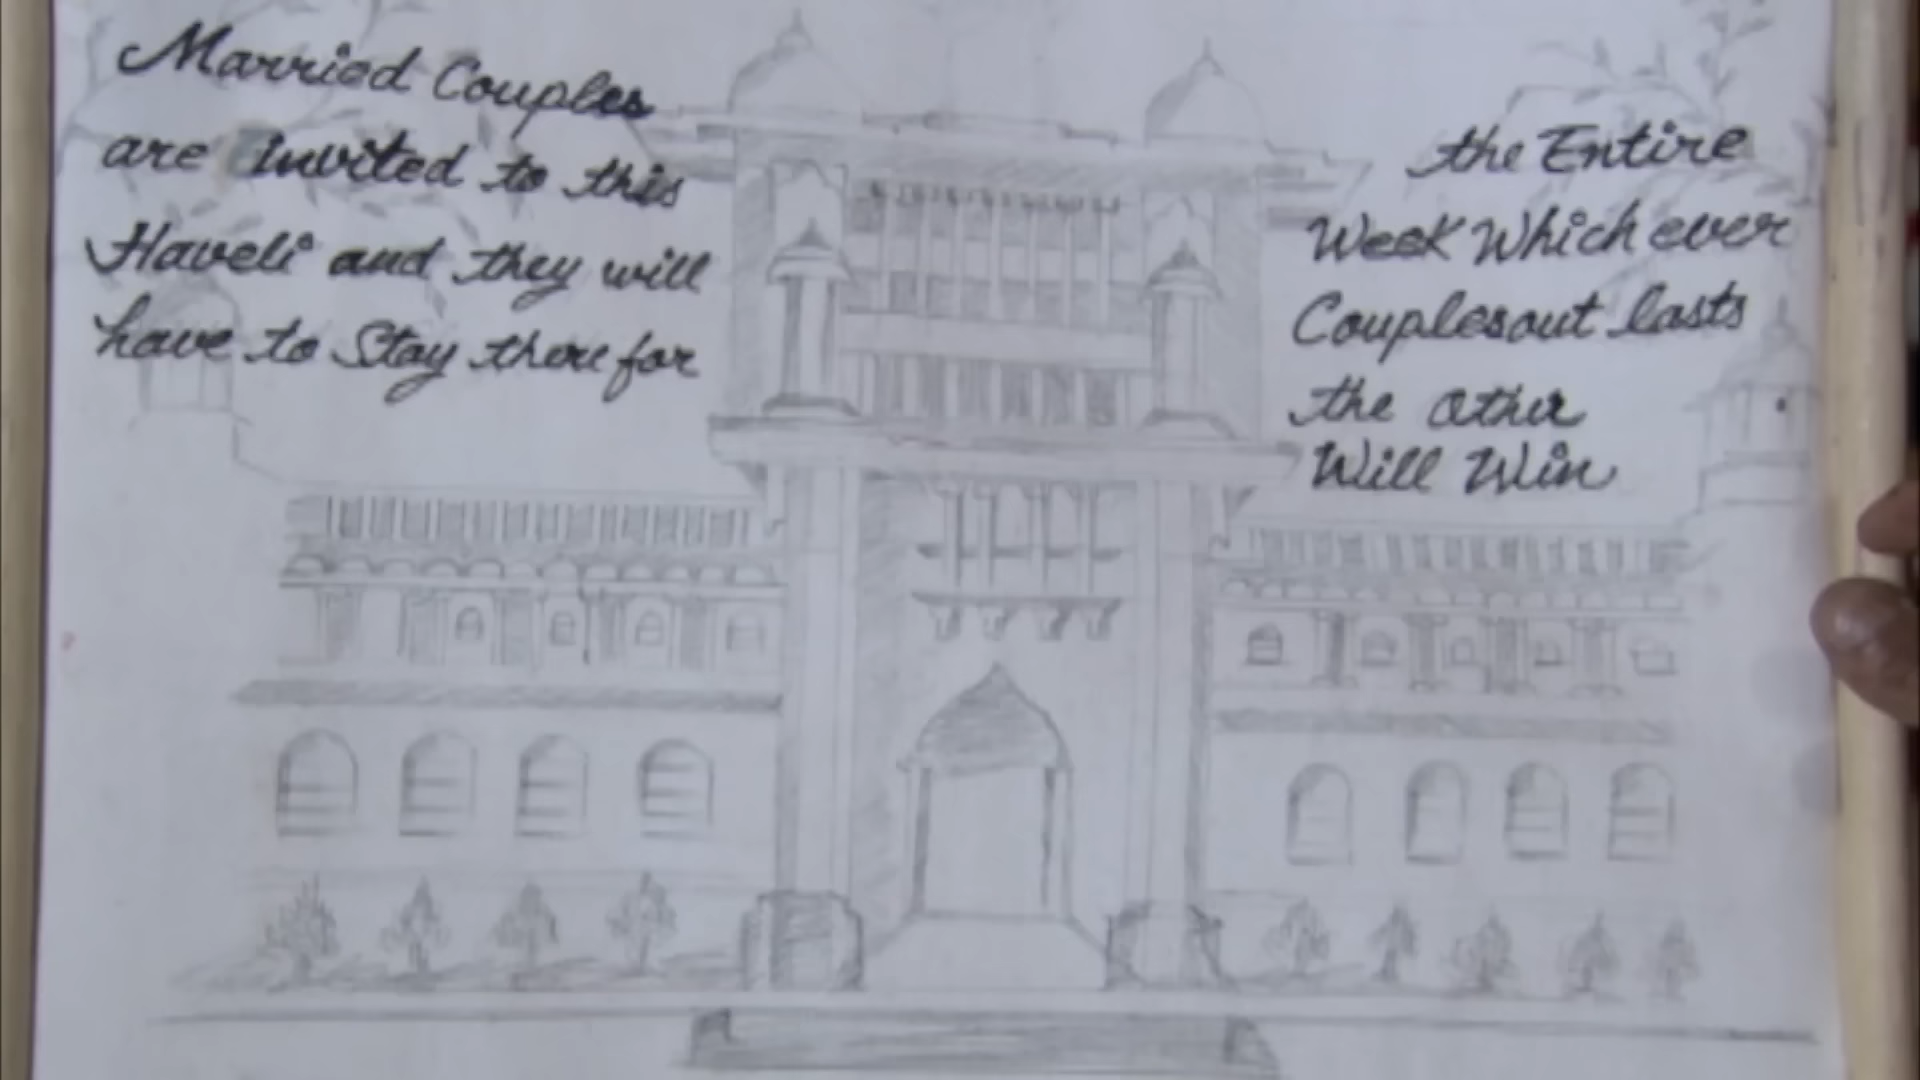 Married Couples
are invited to this
Haveli and they will
have to Stay there for
the Entire
Week Which ever
Couplesout lasts
the other
Will Win